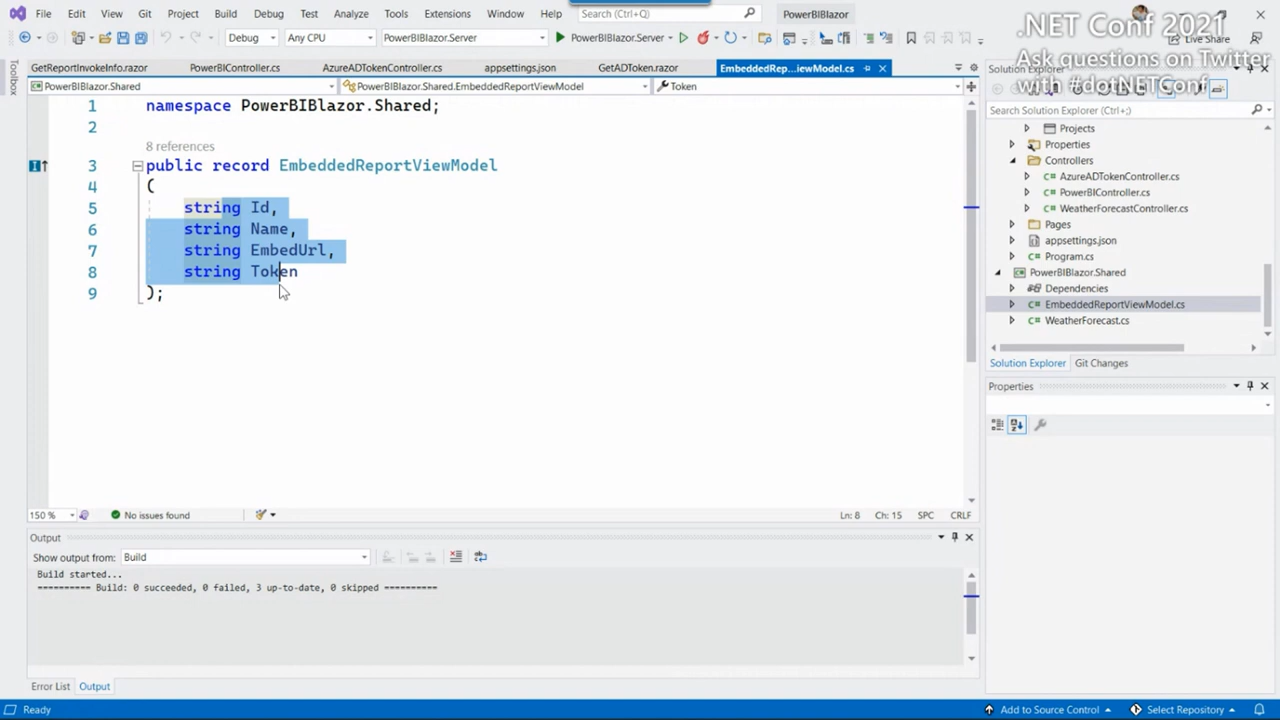 File Edit View Git Project Build Debug Test Analyze Tools Extensions Window Help Search (Ctrl+Q) PowerBIBlazor
.NET Conf 2021
Debug Any CPU PowerBIBlazor.Server PowerBIBlazor.Server Live Share
Ask questions on Twitter
with #dotNETConf
GetReportInvokeInfo.razor PowerBIController.cs AzureADTokenController.cs appsettings.json GetADToken.razor EmbeddedRep...iewModel.cs
PowerBIBlazor.Shared PowerBIBlazor.Shared.EmbeddedReportViewModel Token
1 namespace PowerBIBlazor.Shared;
2
8 references
3 public record EmbeddedReportViewModel
4 (
5 string Id,
6 string Name,
7 string EmbedUrl,
8 string Token
9 );
150 % No issues found Ln: 8 Ch: 15 SPC CRLF
Output
Show output from: Build
Build started...
========== Build: 0 succeeded, 0 failed, 3 up-to-date, 0 skipped ==========
Error List Output
Toolbox
Solution Explorer
Search Solution Explorer (Ctrl+;)
Projects
Properties
Controllers
C# AzureADTokenController.cs
C# PowerBIController.cs
C# WeatherForecastController.cs
Pages
appsettings.json
C# Program.cs
PowerBIBlazor.Shared
Dependencies
C# EmbeddedReportViewModel.cs
C# WeatherForecast.cs
Solution Explorer Git Changes
Properties
Ready Add to Source Control Select Repository